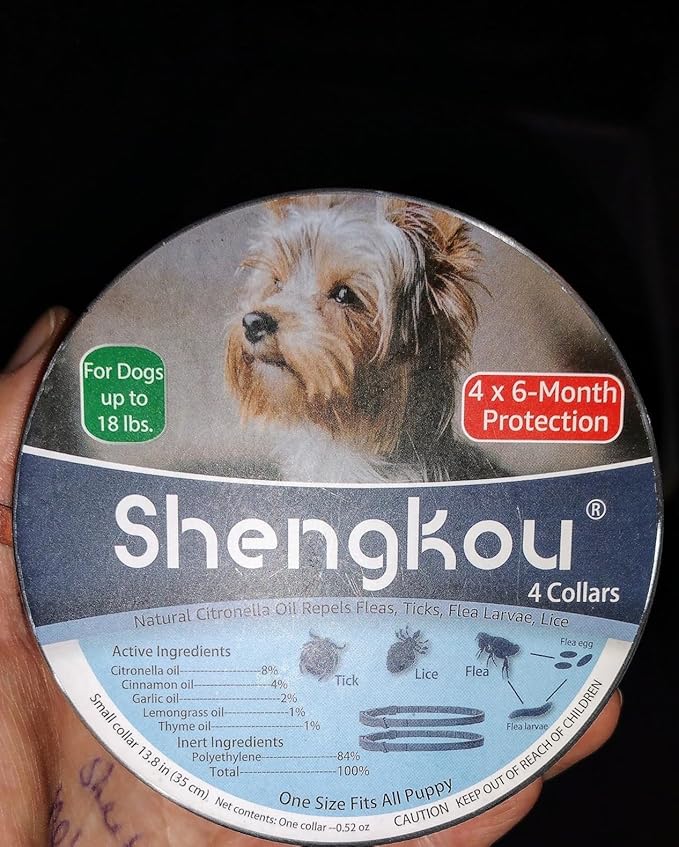 For Dogs
up to
18 lbs.
4 x 6-Month
Protection
Shengkou®
4 Collars
Natural Citronella Oil Repels Fleas, Ticks, Flea Larvae, Lice
Active Ingredients
Citronella oil---8%
Cinnamon oil---4%
Garlic oil---2%
Lemongrass oil---1%
Thyme oil---1%
Inert Ingredients
Polyethylene---84%
Total---100%
Tick
Lice
Flea
Flea egg
Flea larvae
One Size Fits All Puppy
Small collar 13.8 in (35 cm) Net contents: One collar --0.52 oz CAUTION KEEP OUT OF REACH OF CHILDREN